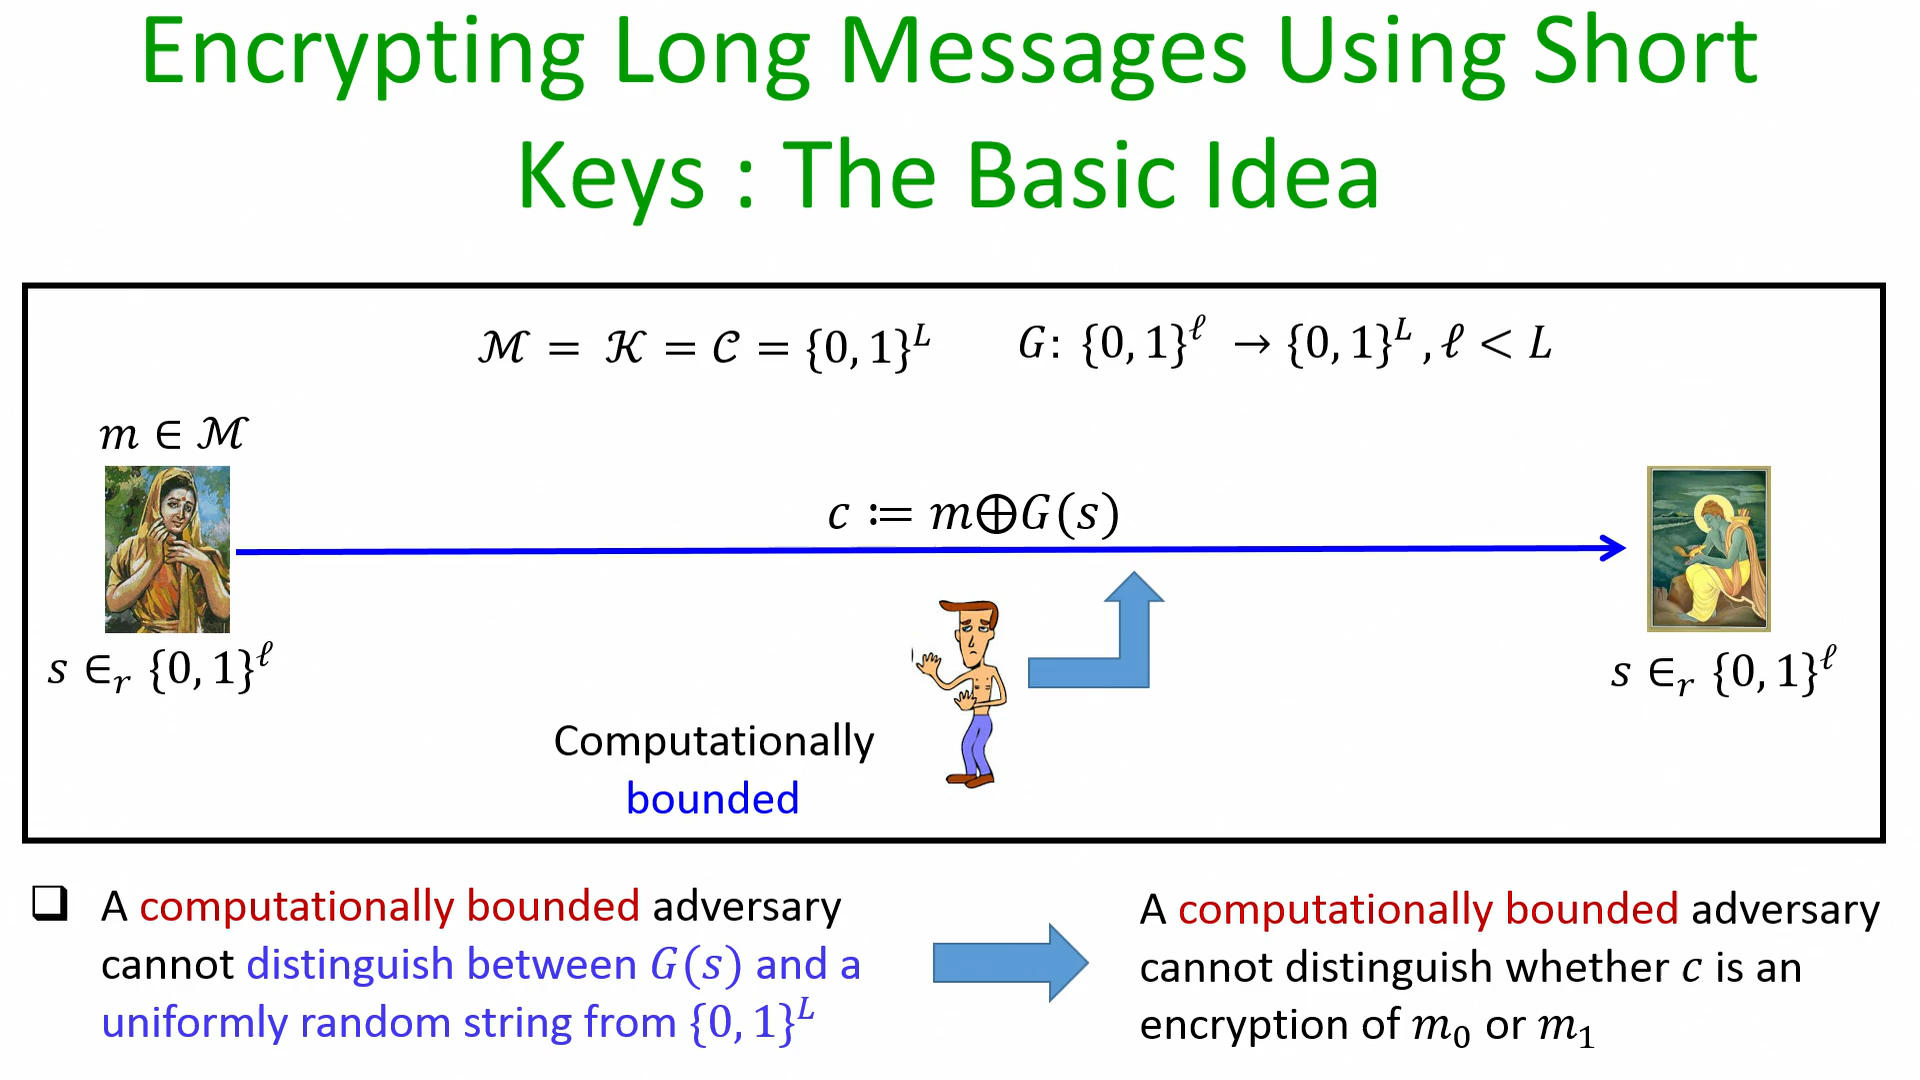 Encrypting Long Messages Using Short
Keys : The Basic Idea
ℳ = 𝒦 = 𝒞 = {0, 1}^L
G: {0, 1}^ℓ → {0, 1}^L , ℓ < L
m ∈ ℳ
c ≔ m⊕G(s)
s ∈_r {0, 1}^ℓ
s ∈_r {0, 1}^ℓ
Computationally
bounded
❑ A computationally bounded adversary
cannot distinguish between G(s) and a
uniformly random string from {0, 1}^L
A computationally bounded adversary
cannot distinguish whether c is an
encryption of m_0 or m_1